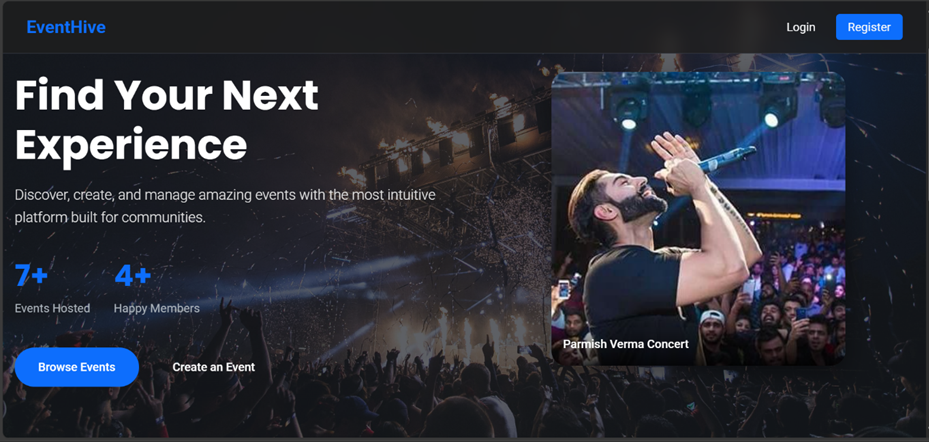 EventHive
Login
Register
Find Your Next
Experience
Discover, create, and manage amazing events with the most intuitive
platform built for communities.
7+
4+
Events Hosted
Happy Members
Browse Events
Create an Event
Parmish Verma Concert